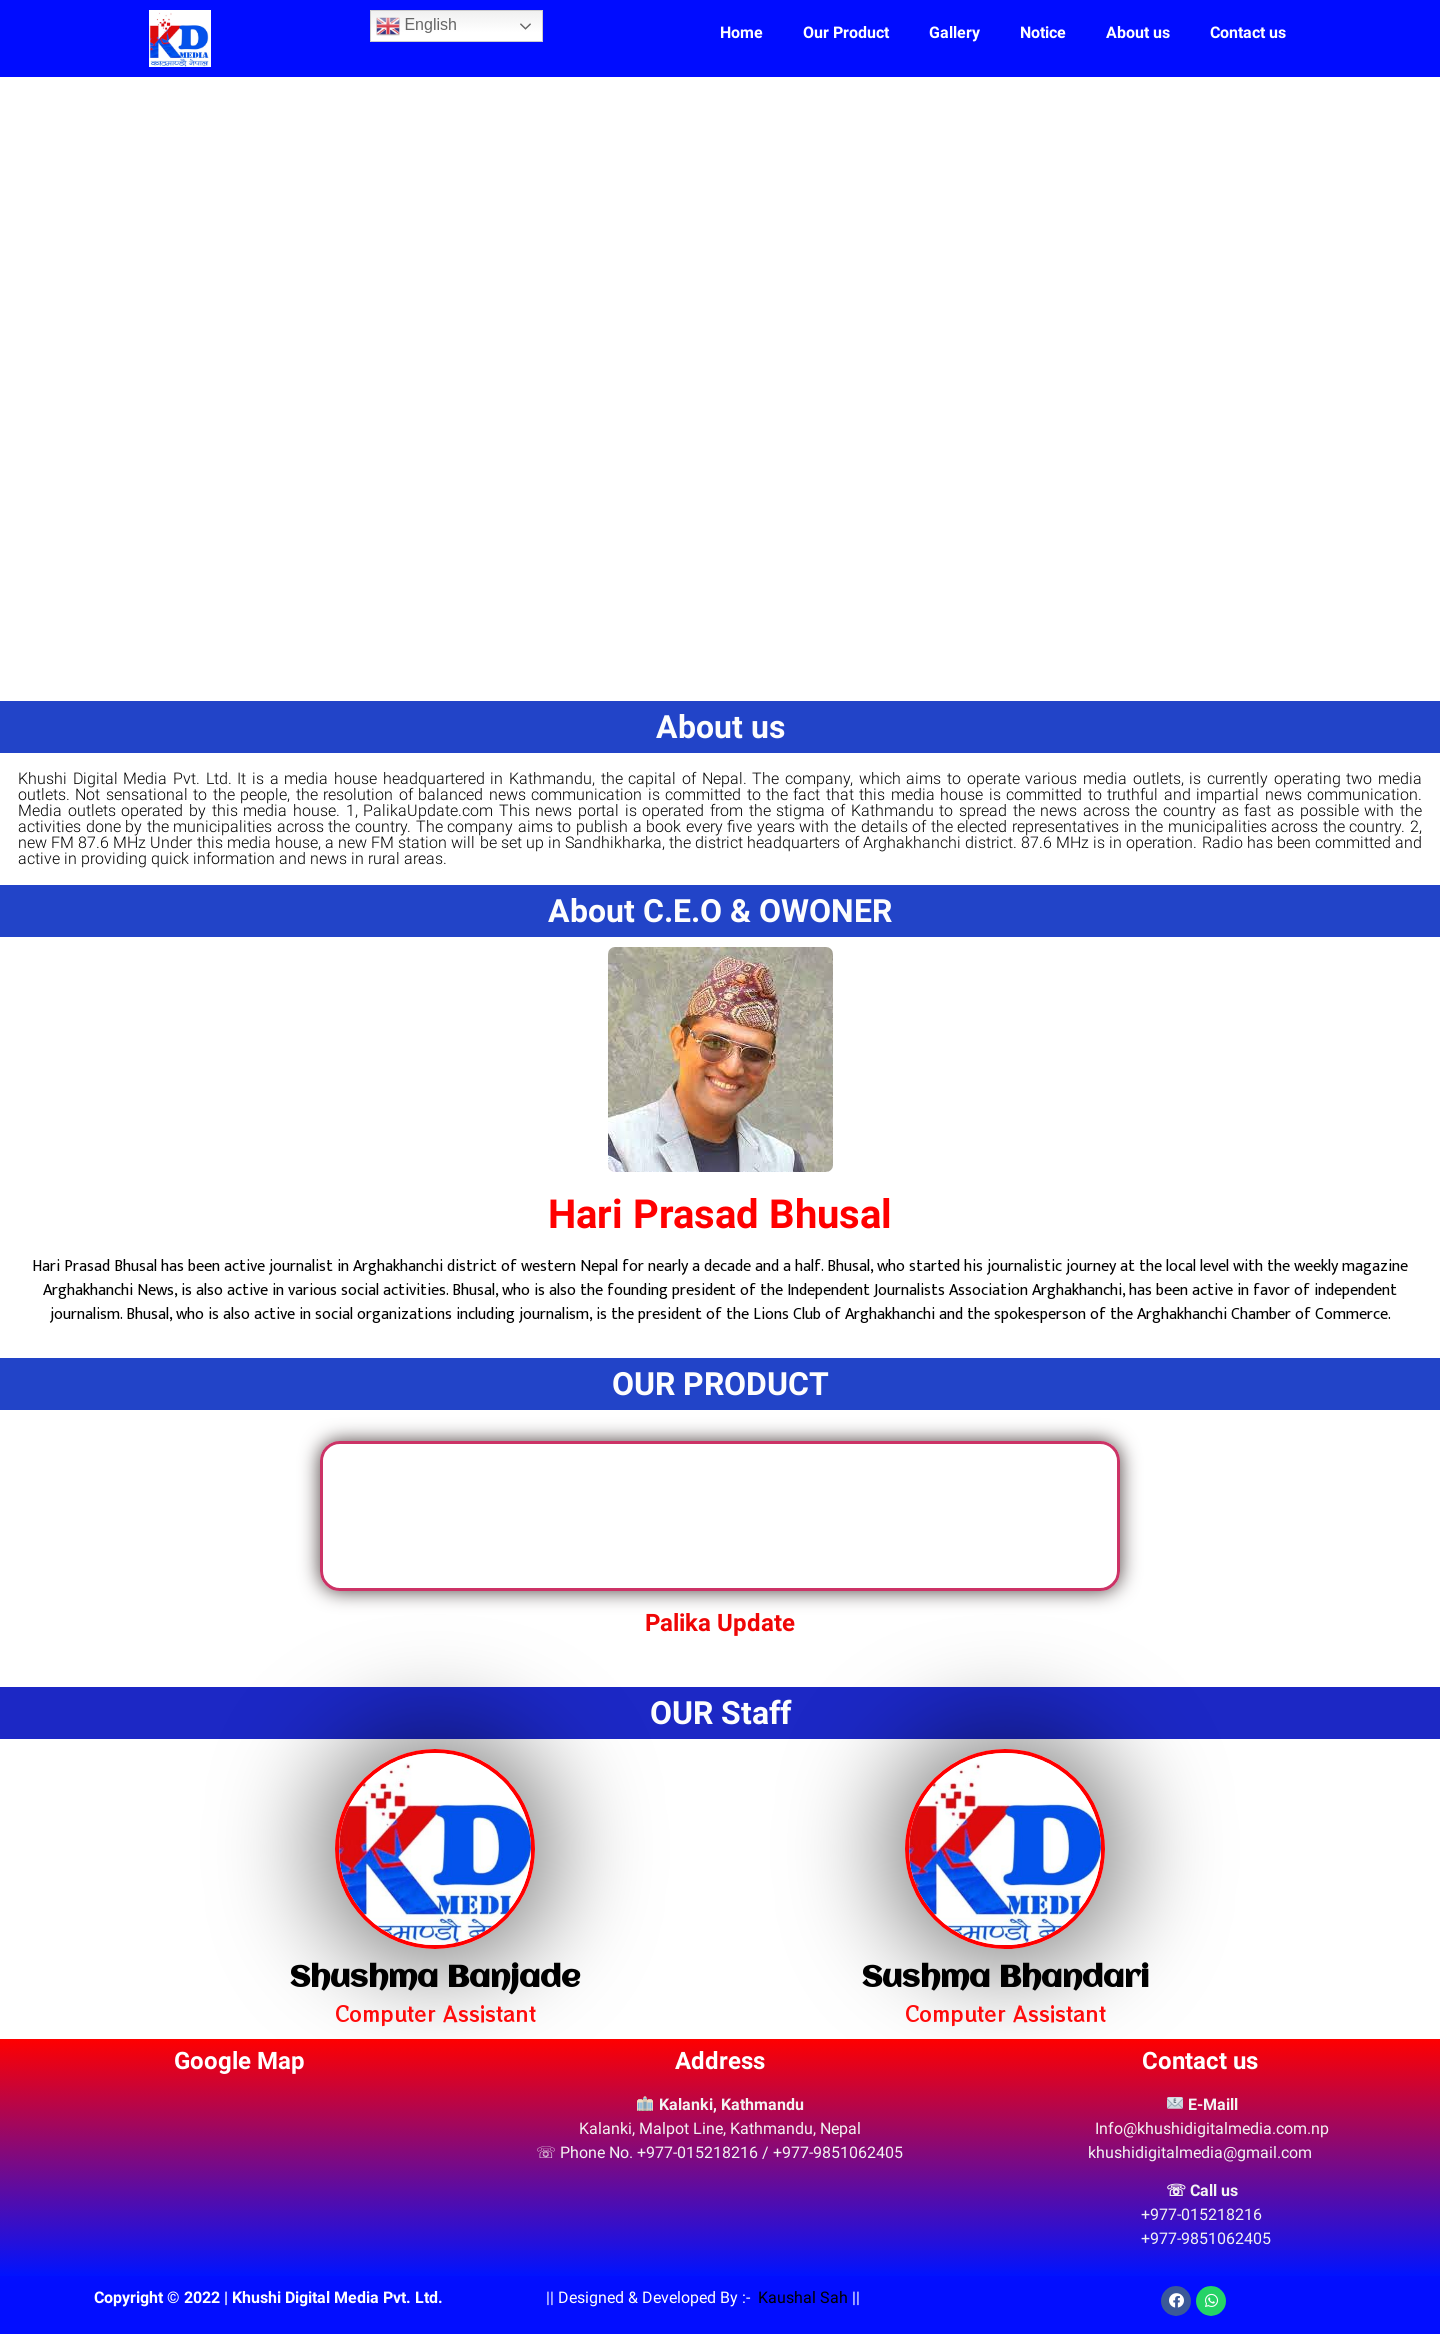 KD
MEDIA
काठमाण्डौ नेपाल
English
Home
Our Product
Gallery
Notice
About us
Contact us
About us
Khushi Digital Media Pvt. Ltd. It is a media house headquartered in Kathmandu, the capital of Nepal. The company, which aims to operate various media outlets, is currently operating two media
outlets. Not sensational to the people, the resolution of balanced news communication is committed to the fact that this media house is committed to truthful and impartial news communication.
Media outlets operated by this media house. 1, PalikaUpdate.com This news portal is operated from the stigma of Kathmandu to spread the news across the country as fast as possible with the
activities done by the municipalities across the country. The company aims to publish a book every five years with the details of the elected representatives in the municipalities across the country. 2,
new FM 87.6 MHz Under this media house, a new FM station will be set up in Sandhikharka, the district headquarters of Arghakhanchi district. 87.6 MHz is in operation. Radio has been committed and
active in providing quick information and news in rural areas.
About C.E.O & OWONER
Hari Prasad Bhusal
Hari Prasad Bhusal has been active journalist in Arghakhanchi district of western Nepal for nearly a decade and a half. Bhusal, who started his journalistic journey at the local level with the weekly magazine
Arghakhanchi News, is also active in various social activities. Bhusal, who is also the founding president of the Independent Journalists Association Arghakhanchi, has been active in favor of independent
journalism. Bhusal, who is also active in social organizations including journalism, is the president of the Lions Club of Arghakhanchi and the spokesperson of the Arghakhanchi Chamber of Commerce.
OUR PRODUCT
Palika Update
OUR Staff
KD
MEDI
ठमाण्डौ ने
KD
MEDI
ठमाण्डौ ने
Shushma Banjade
Computer Assistant
Sushma Bhandari
Computer Assistant
Google Map
Address
Kalanki, Kathmandu
Kalanki, Malpot Line, Kathmandu, Nepal
☏ Phone No. +977-015218216 / +977-9851062405
Contact us
E-Maill
Info@khushidigitalmedia.com.np
khushidigitalmedia@gmail.com
☏ Call us
+977-015218216
+977-9851062405
Copyright © 2022 | Khushi Digital Media Pvt. Ltd.
|| Designed & Developed By :- Kaushal Sah ||